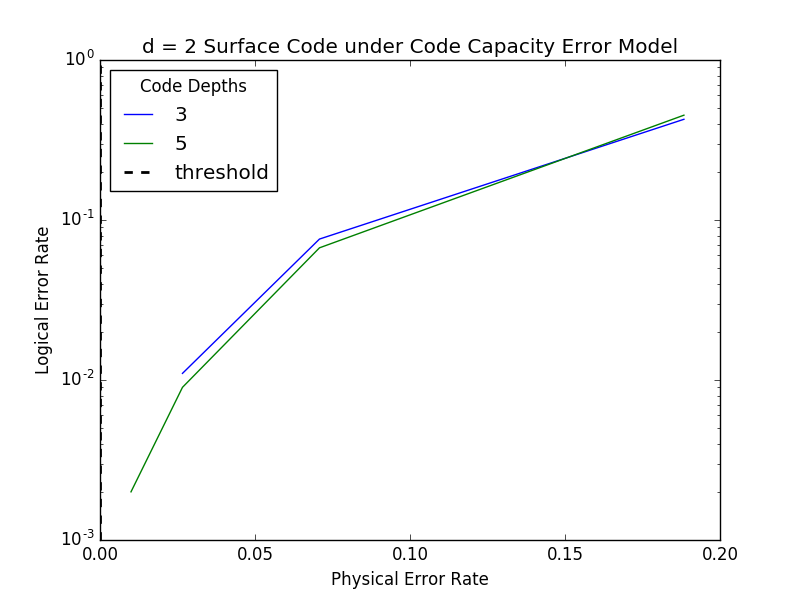 d = 2 Surface Code under Code Capacity Error Model
10^0
Code Depths
3
5
threshold
10^-1
Logical Error Rate
10^-2
10^-3
0.00 0.05 0.10 0.15 0.20
Physical Error Rate